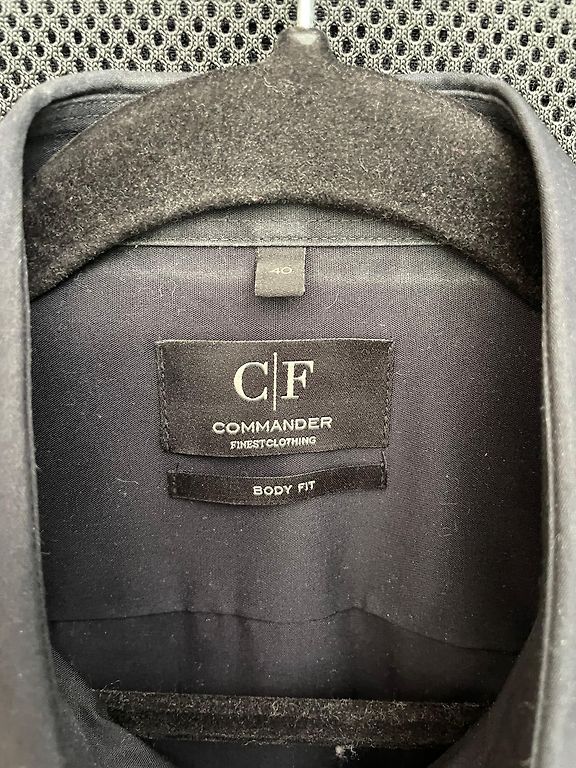 40
C|F
COMMANDER
FINEST CLOTHING
BODY FIT